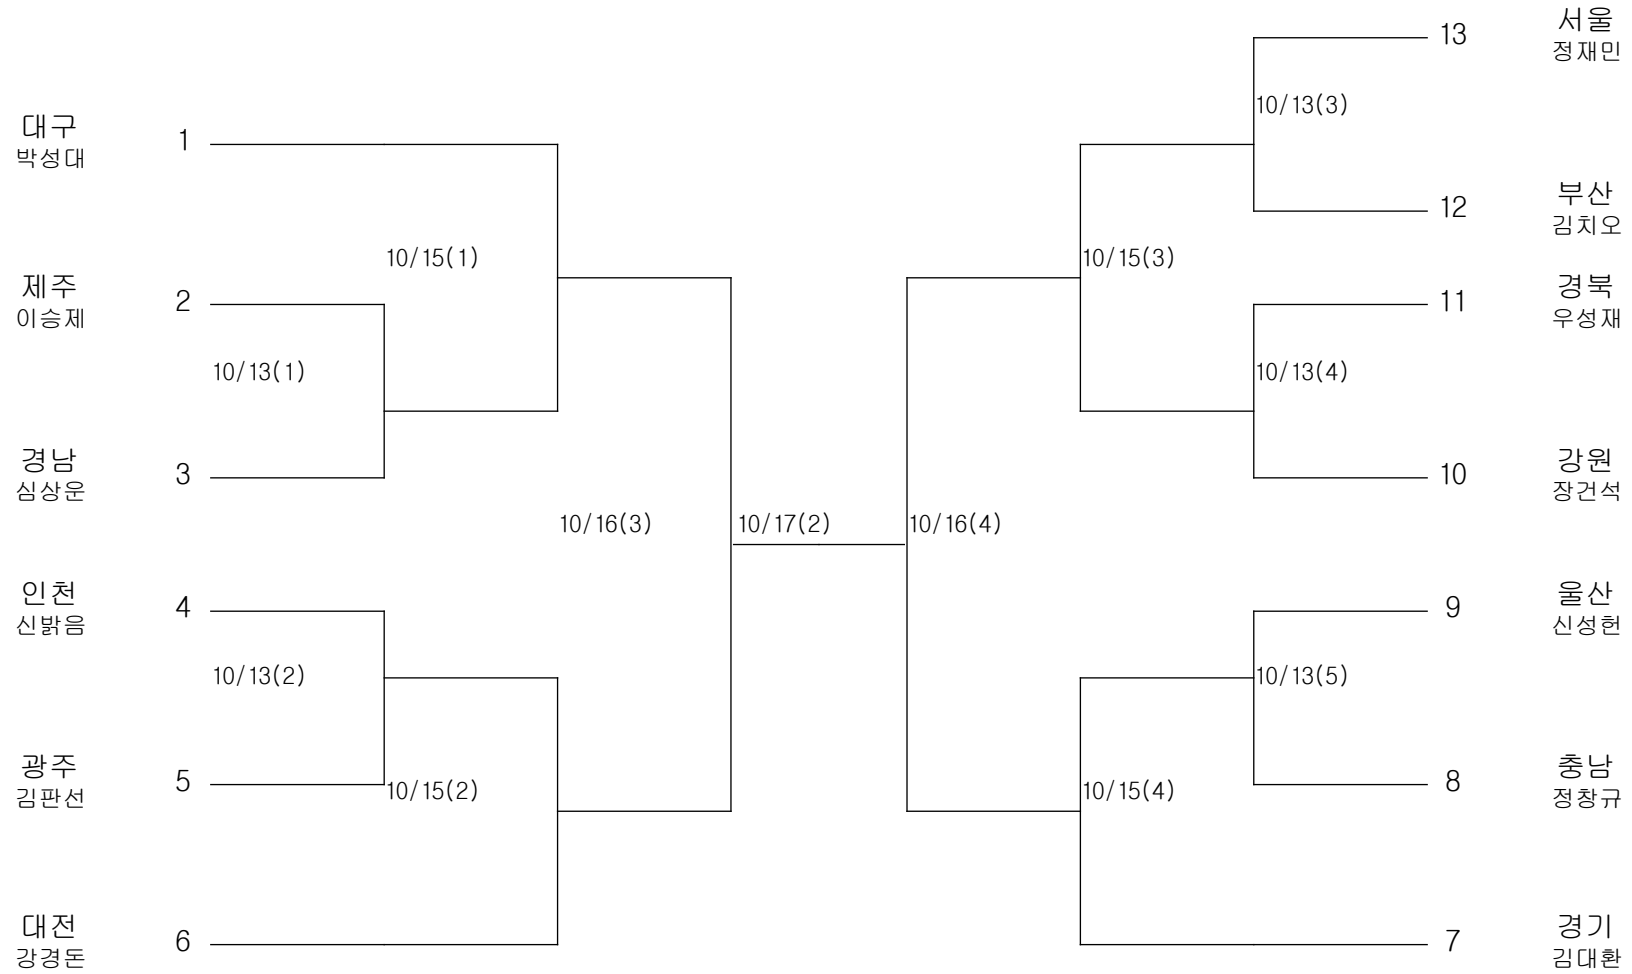 서울
13
정재민
10/13(3)
대구
1
박성대
부산
12
김치오
10/15(1)
10/15(3)
제주
2
이승제
경북
11
우성재
10/13(1)
10/13(4)
경남
3
심상운
강원
10
장건석
10/16(3)
10/17(2)
10/16(4)
인천
4
신밝음
울산
9
신성헌
10/13(2)
10/13(5)
광주
5
김판선
10/15(2)
10/15(4)
충남
8
정창규
대전
6
강경돈
경기
7
김대환